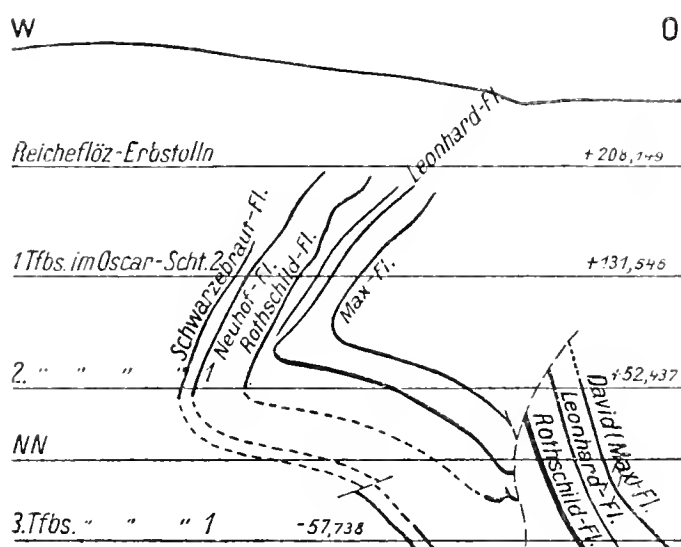 W O
Leonhard-Fl.
Reicheflöz-Erbstolln +208,149
Schwarzebraut-Fl.
1 Tfbs. im Oscar-Scht. 2 +131,546
Neuhof-Fl.
Rothschild-Fl.
Max-Fl.
2. " " " " +52,437
David (Max)-Fl.
Leonhard-Fl.
Rothschild-Fl.
NN
3. Tfbs. " " " 1 -57,738